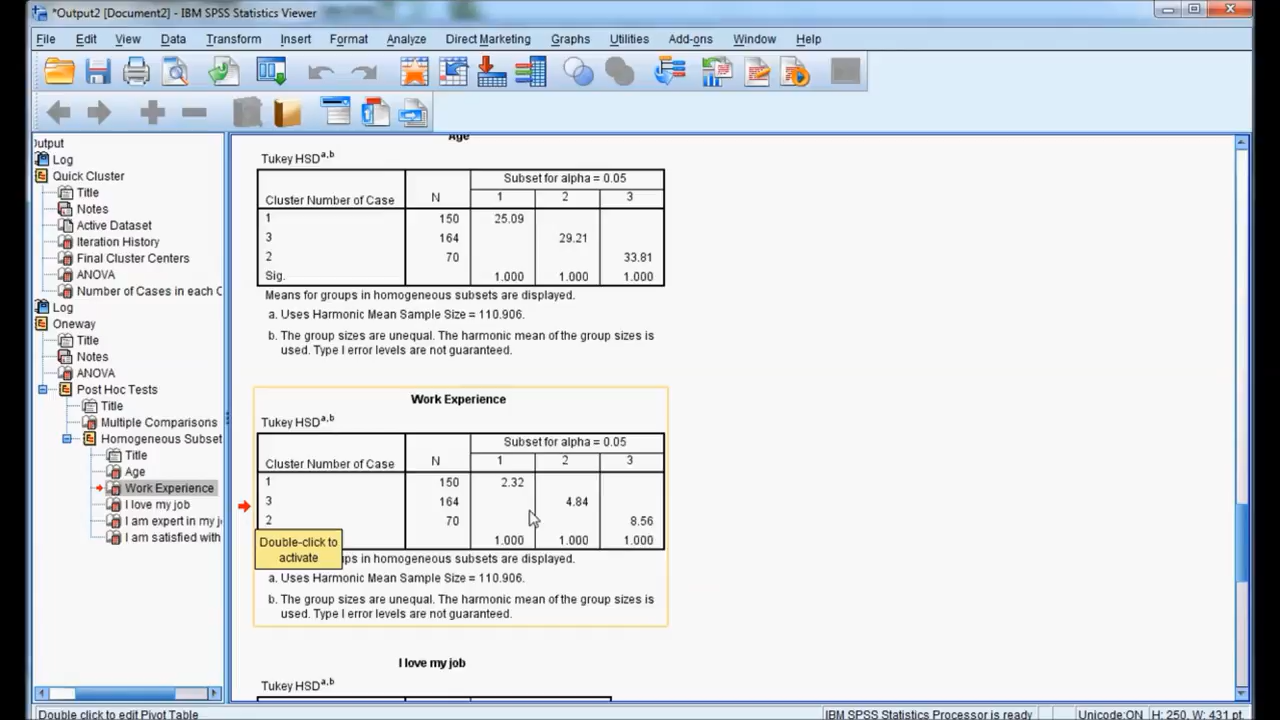 *Output2 [Document2] - IBM SPSS Statistics Viewer
File Edit View Data Transform Insert Format Analyze Direct Marketing Graphs Utilities Add-ons Window Help
Output
Log
Quick Cluster
Title
Notes
Active Dataset
Iteration History
Final Cluster Centers
ANOVA
Number of Cases in each C
Log
Oneway
Title
Notes
ANOVA
Post Hoc Tests
Title
Multiple Comparisons
Homogeneous Subset
Title
Age
Work Experience
I love my job
I am expert in my j
I am satisfied with
Age
Tukey HSDa,b
Cluster Number of Case N Subset for alpha = 0.05
1 2 3
1 150 25.09
3 164 29.21
2 70 33.81
Sig. 1.000 1.000 1.000
Means for groups in homogeneous subsets are displayed.
a. Uses Harmonic Mean Sample Size = 110.906.
b. The group sizes are unequal. The harmonic mean of the group sizes is
used. Type I error levels are not guaranteed.
Work Experience
Tukey HSDa,b
Cluster Number of Case N Subset for alpha = 0.05
1 2 3
1 150 2.32
3 164 4.84
2 70 8.56
1.000 1.000 1.000
Double-click to
activate
ps in homogeneous subsets are displayed.
a. Uses Harmonic Mean Sample Size = 110.906.
b. The group sizes are unequal. The harmonic mean of the group sizes is
used. Type I error levels are not guaranteed.
I love my job
Tukey HSDa,b
Double click to edit Pivot Table IBM SPSS Statistics Processor is ready Unicode:ON H: 250, W: 431 pt.